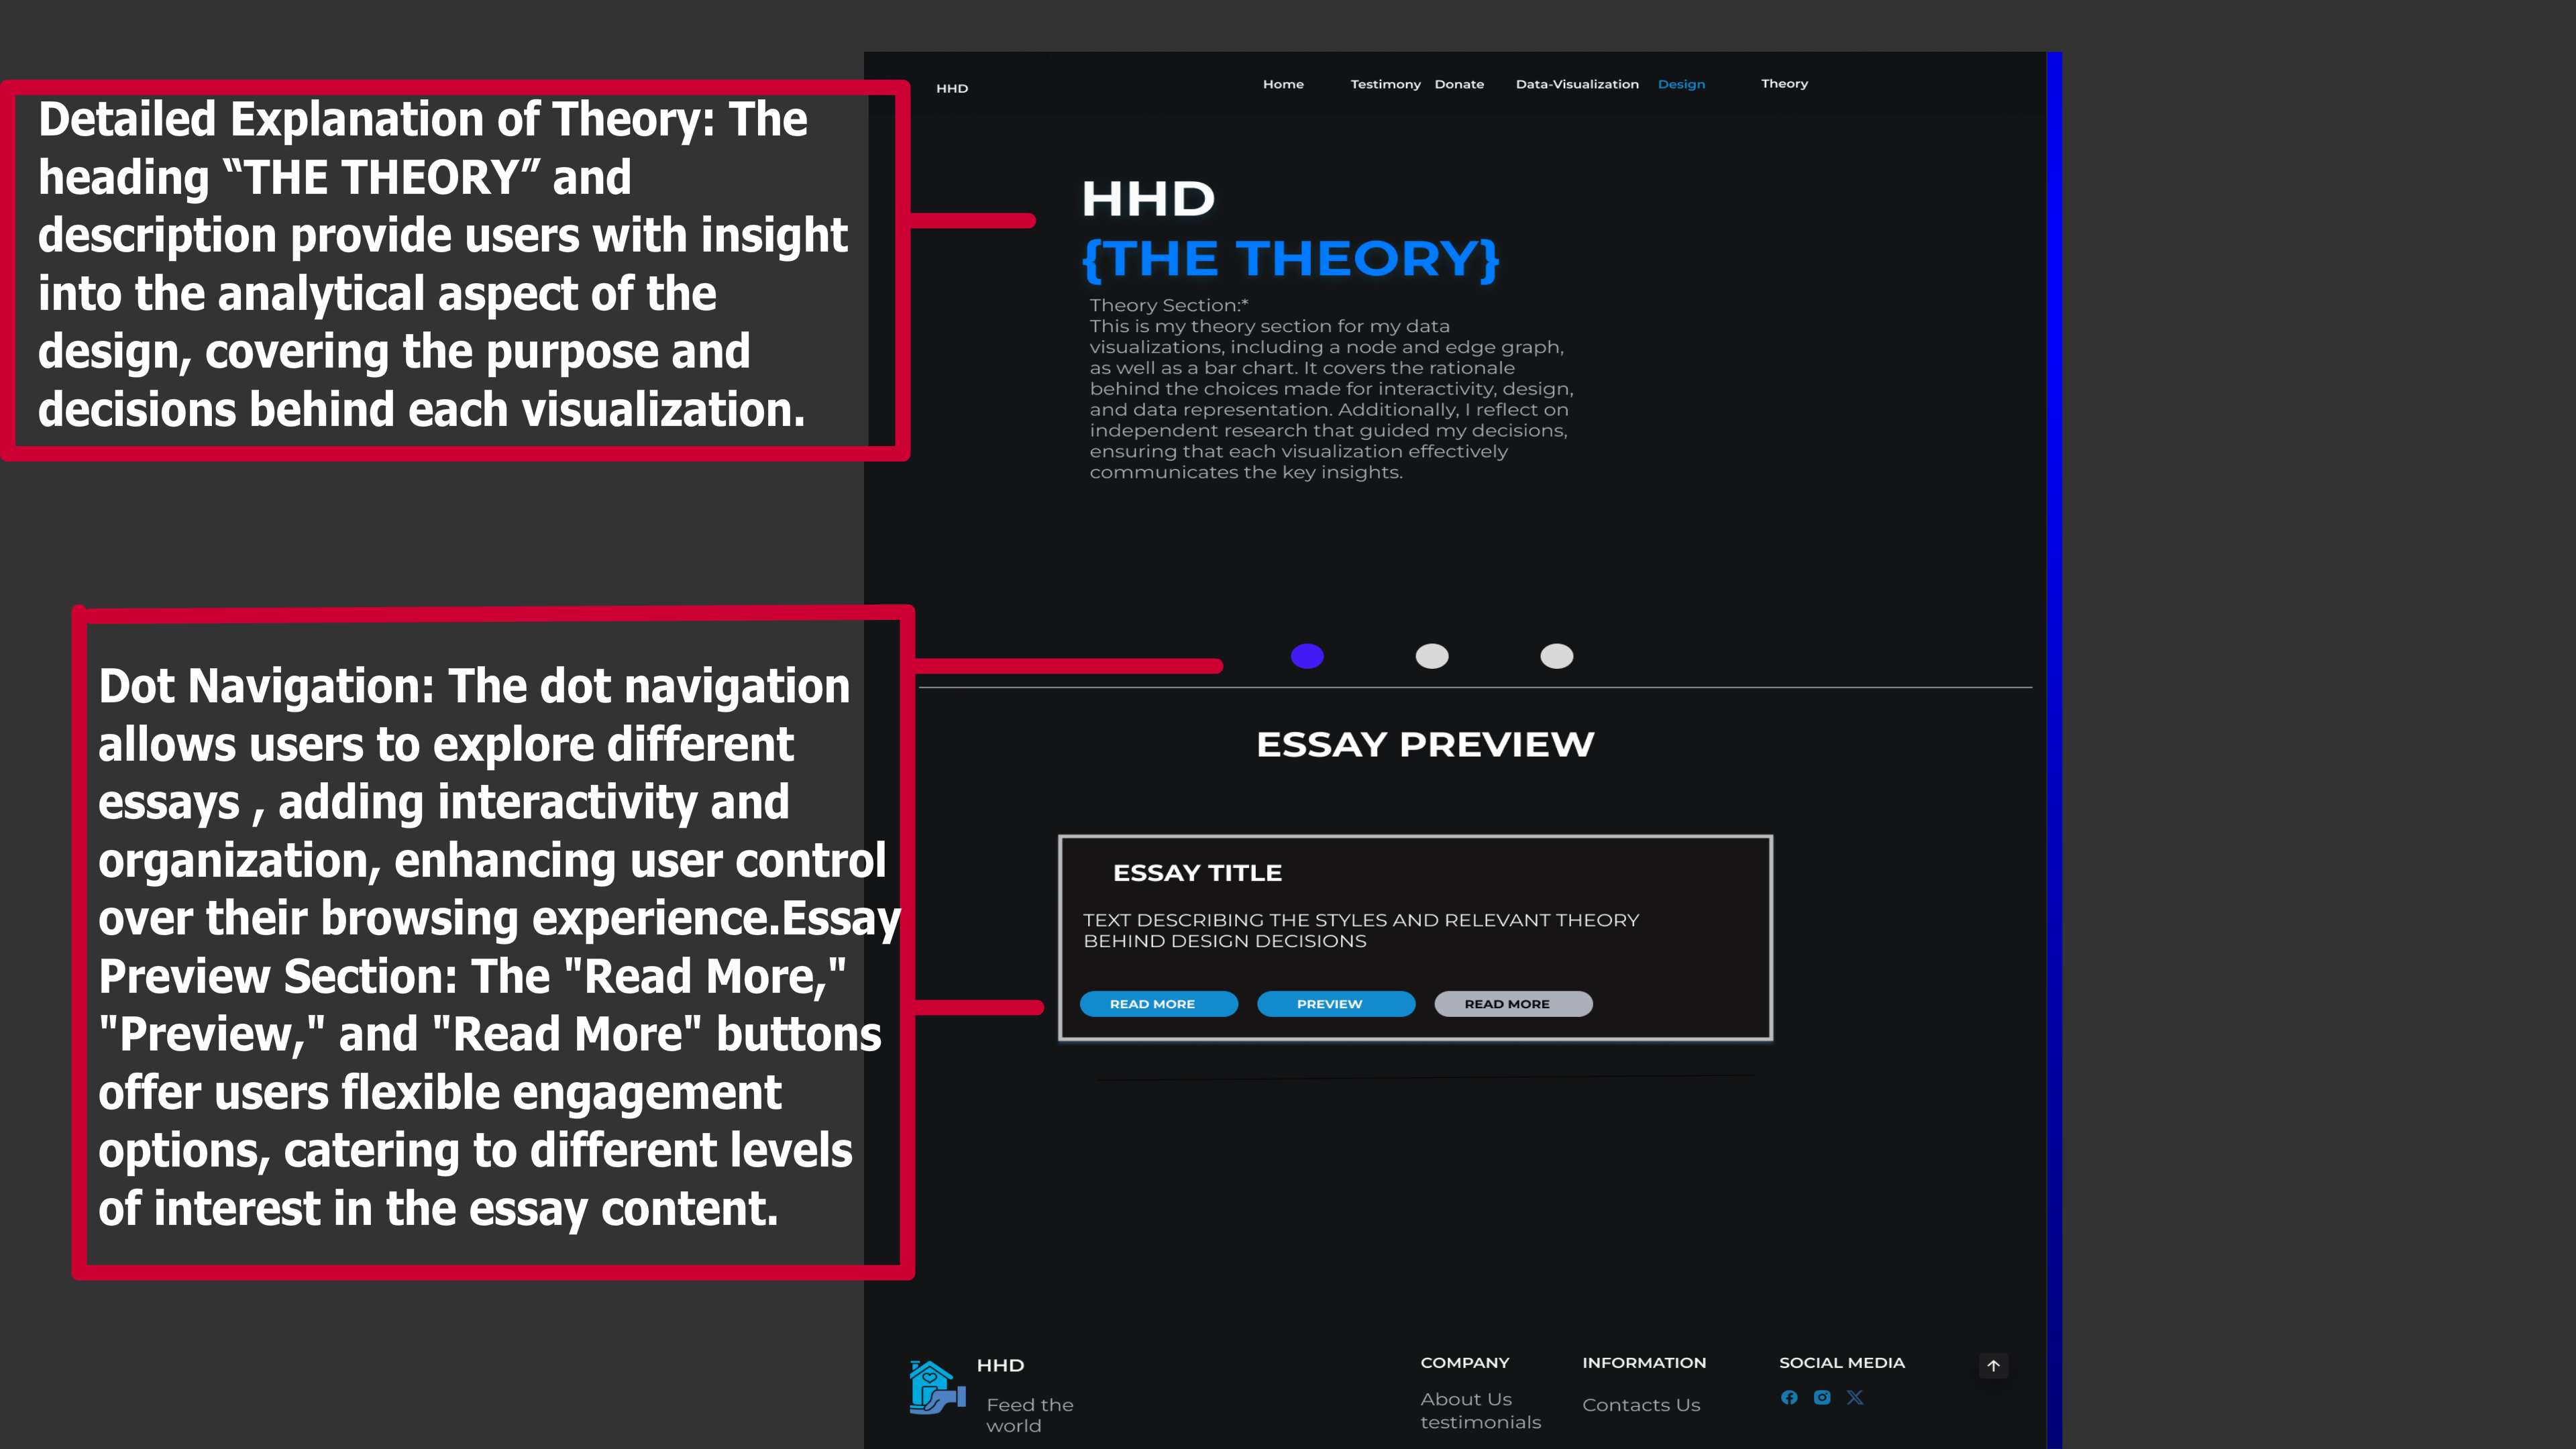 Detailed Explanation of Theory: The
heading “THE THEORY” and
description provide users with insight
into the analytical aspect of the
design, covering the purpose and
decisions behind each visualization.
Dot Navigation: The dot navigation
allows users to explore different
essays , adding interactivity and
organization, enhancing user control
over their browsing experience.Essay
Preview Section: The "Read More,"
"Preview," and "Read More" buttons
offer users flexible engagement
options, catering to different levels
of interest in the essay content.
HHD
Home Testimony Donate Data-Visualization Design Theory
HHD
{THE THEORY}
Theory Section:*
This is my theory section for my data
visualizations, including a node and edge graph,
as well as a bar chart. It covers the rationale
behind the choices made for interactivity, design,
and data representation. Additionally, I reflect on
independent research that guided my decisions,
ensuring that each visualization effectively
communicates the key insights.
ESSAY PREVIEW
ESSAY TITLE
TEXT DESCRIBING THE STYLES AND RELEVANT THEORY
BEHIND DESIGN DECISIONS
READ MORE PREVIEW READ MORE
HHD
Feed the
world
COMPANY
About Us
testimonials
INFORMATION
Contacts Us
SOCIAL MEDIA